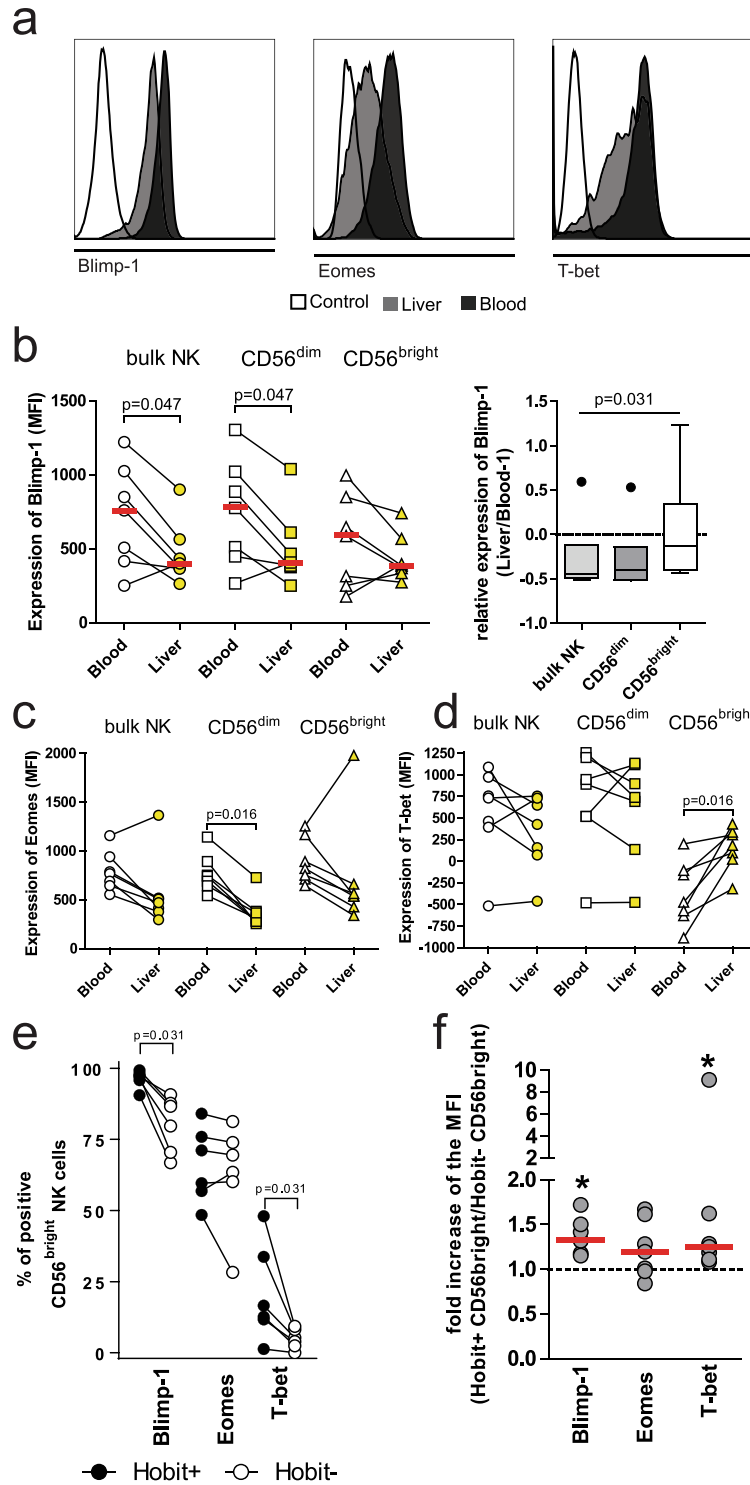 a
Blimp-1
Eomes
T-bet
Control Liver Blood
b
bulk NK CD56dim CD56bright
Expression of Blimp-1 (MFI)
1500
1000
500
0
p=0.047
p=0.047
Blood Liver Blood Liver Blood Liver
relative expression of Blimp-1
(Liver/Blood-1)
1.5
1.0
0.5
0.0
-0.5
-1.0
p=0.031
bulk NK CD56dim CD56bright
c
bulk NK CD56dim CD56bright
Expression of Eomes (MFI)
2000
1500
1000
500
0
p=0.016
Blood Liver Blood Liver Blood Liver
d
bulk NK CD56dim CD56brigh
Expression of T-bet (MFI)
1250
1000
750
500
250
0
-250
-500
-750
-1000
p=0.016
Blood Liver Blood Liver Blood Liver
e
% of positive
CD56bright NK cells
100
75
50
25
0
p=0.031
p=0.031
Blimp-1
Eomes
T-bet
Hobit+ Hobit-
f
fold increase of the MFI
(Hobit+ CD56bright/Hobit- CD56bright)
10
8
6
4
2
2.0
1.5
1.0
0.5
0.0
*
*
Blimp-1
Eomes
T-bet